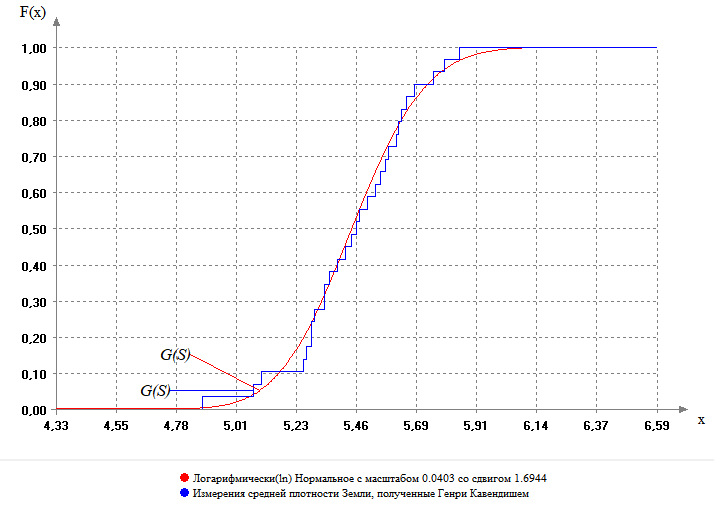 F(x)
1,00
0,90
0,80
0,70
0,60
0,50
0,40
0,30
0,20
G(S)
G(S)
0,10
0,00
4,33 4,55 4,78 5,01 5,23 5,46 5,69 5,91 6,14 6,37 6,59
x
Логарифмически(ln) Нормальное с масштабом 0.0403 со сдвигом 1.6944
Измерения средней плотности Земли, полученные Генри Кавендишем